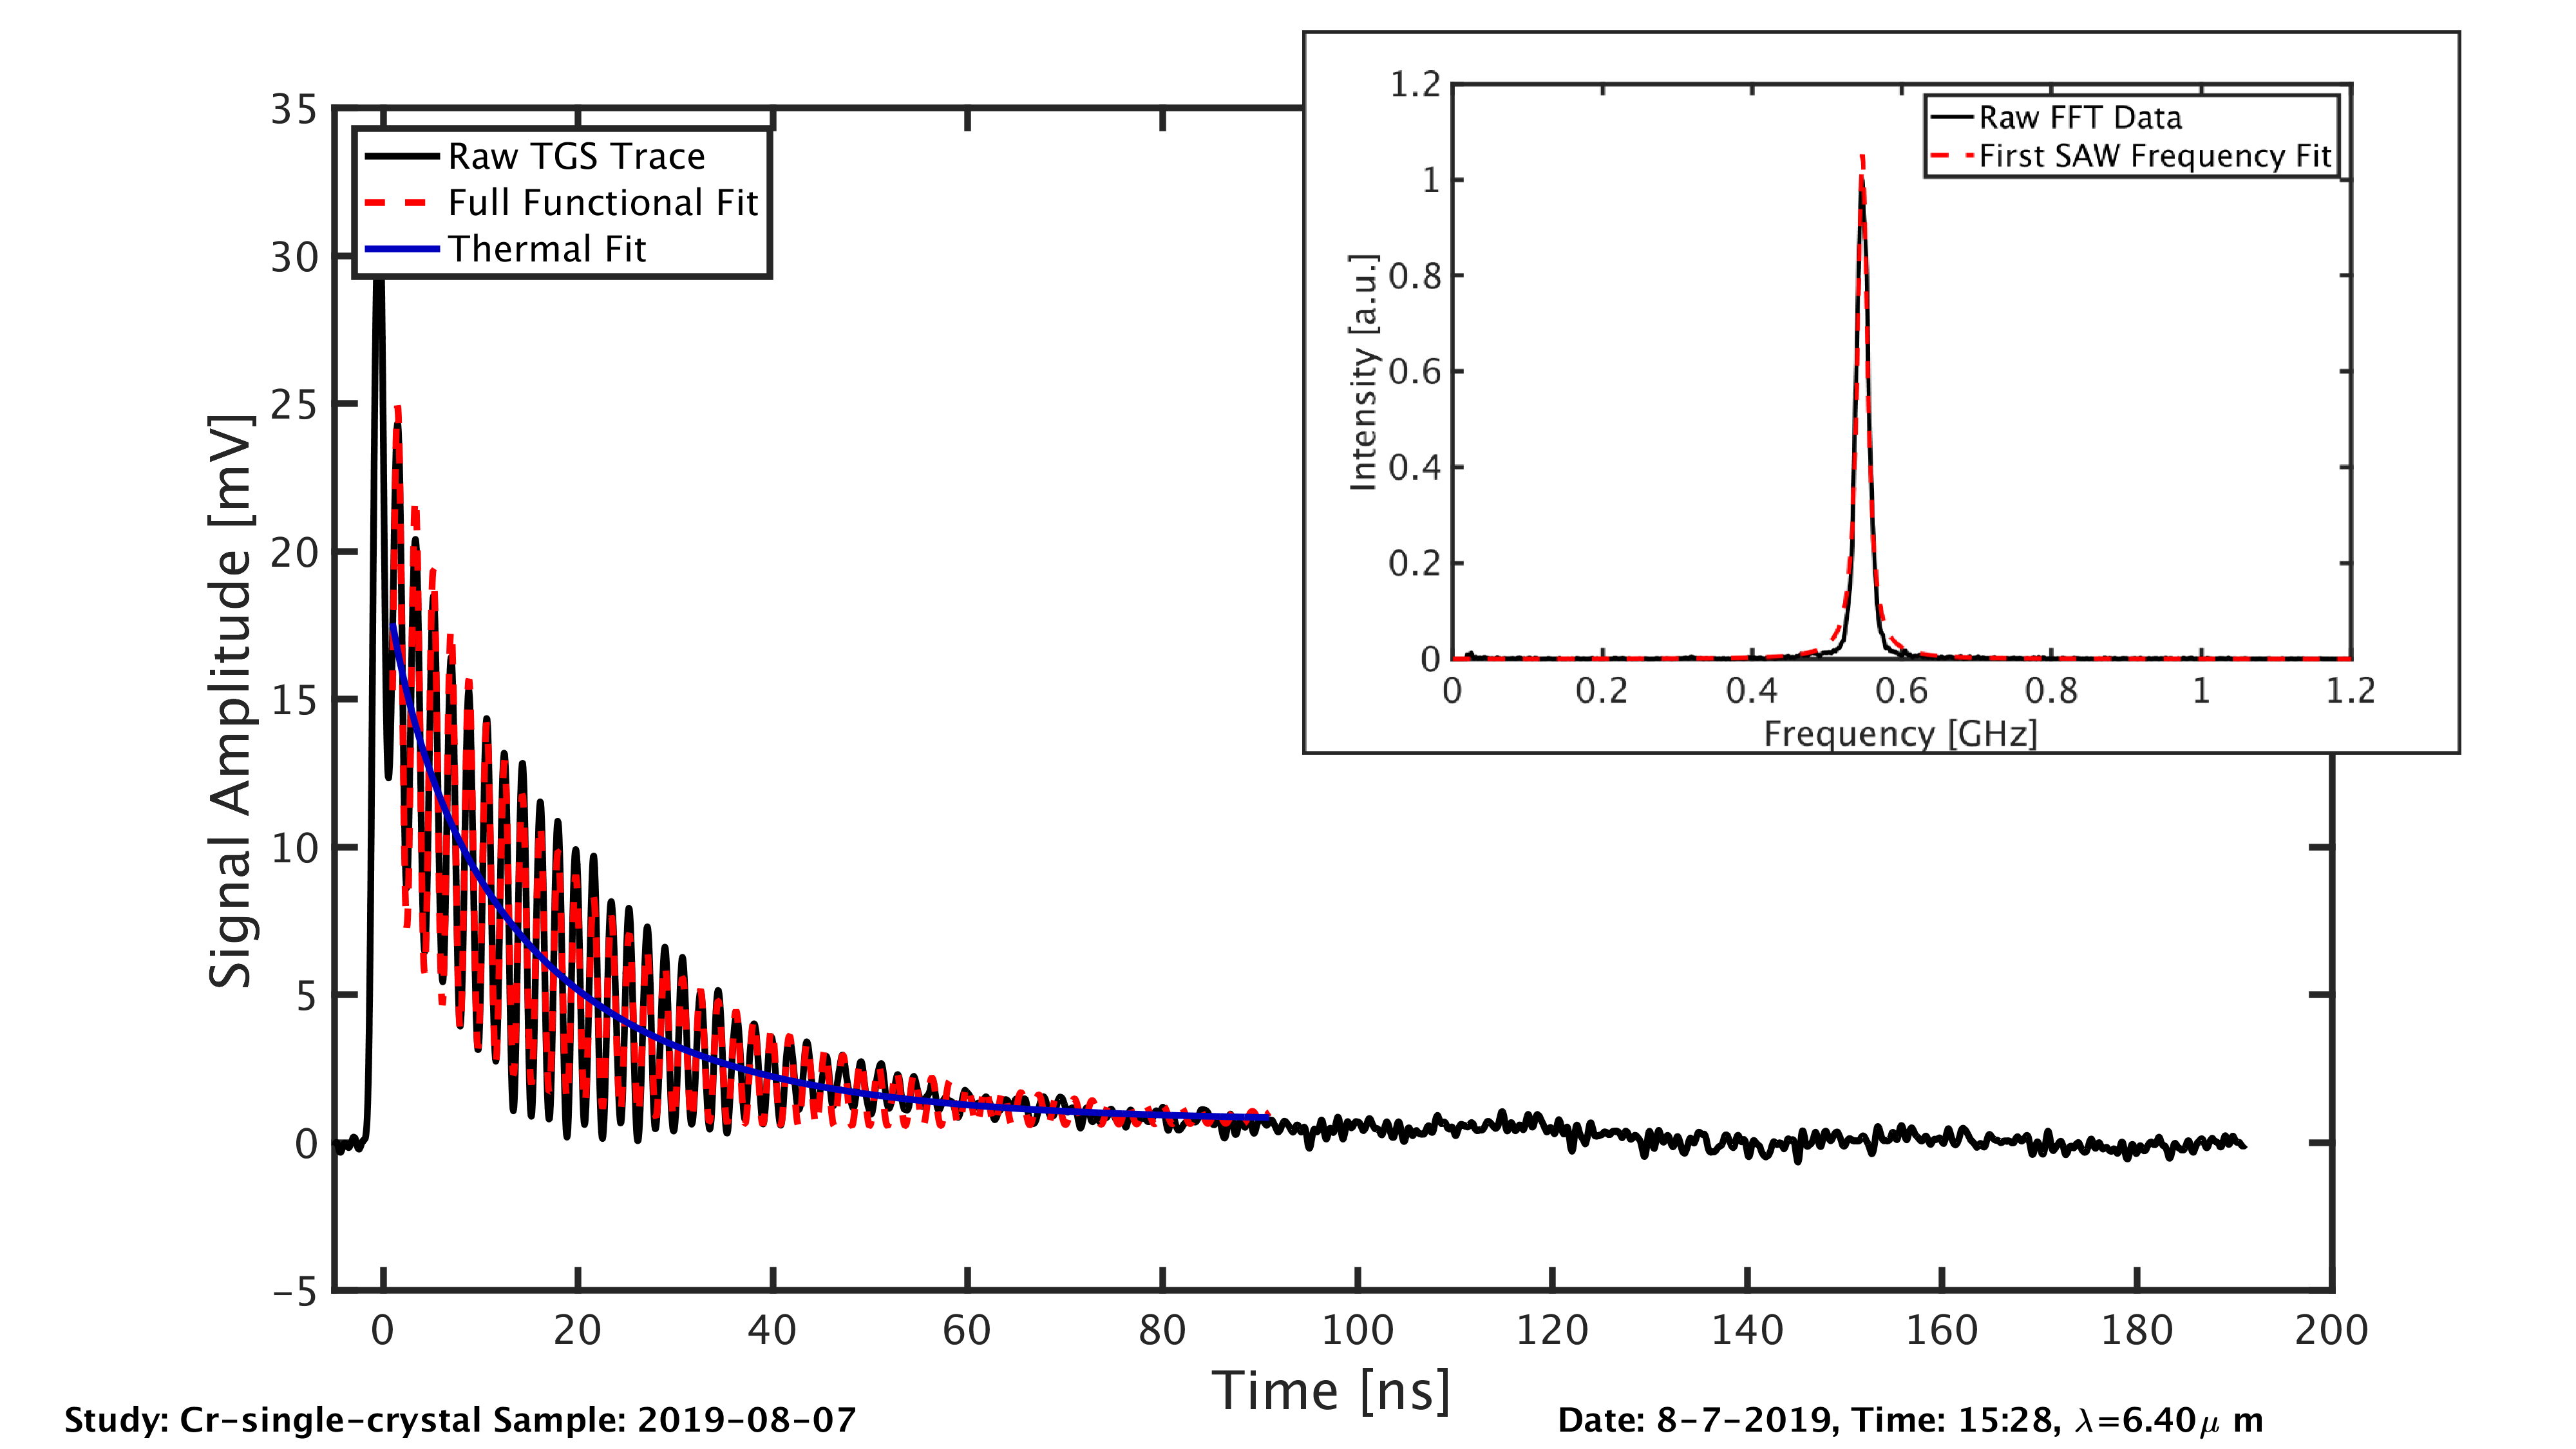 35
30
25
20
15
10
5
0
-5
Signal Amplitude [mV]
Raw TGS Trace
Full Functional Fit
Thermal Fit
0 20 40 60 80 100 120 140 160 180 200
Time [ns]
1.2
1
0.8
0.6
0.4
0.2
0
Intensity [a.u.]
Raw FFT Data
First SAW Frequency Fit
0 0.2 0.4 0.6 0.8 1 1.2
Frequency [GHz]
Study: Cr-single-crystal Sample: 2019-08-07
Date: 8-7-2019, Time: 15:28, λ=6.40μ m